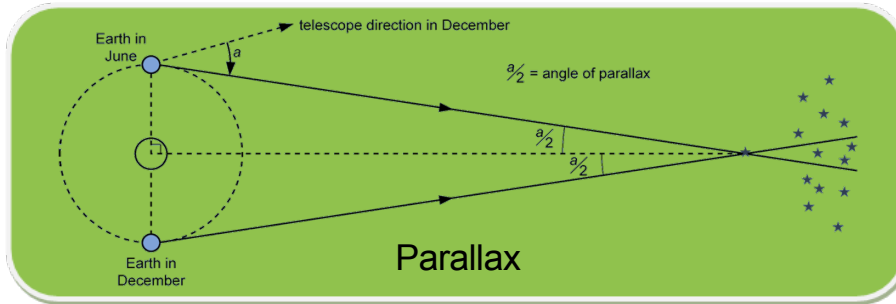 Earth in
June
telescope direction in December
a
a/2 = angle of parallax
a/2
a/2
Earth in
December
Parallax